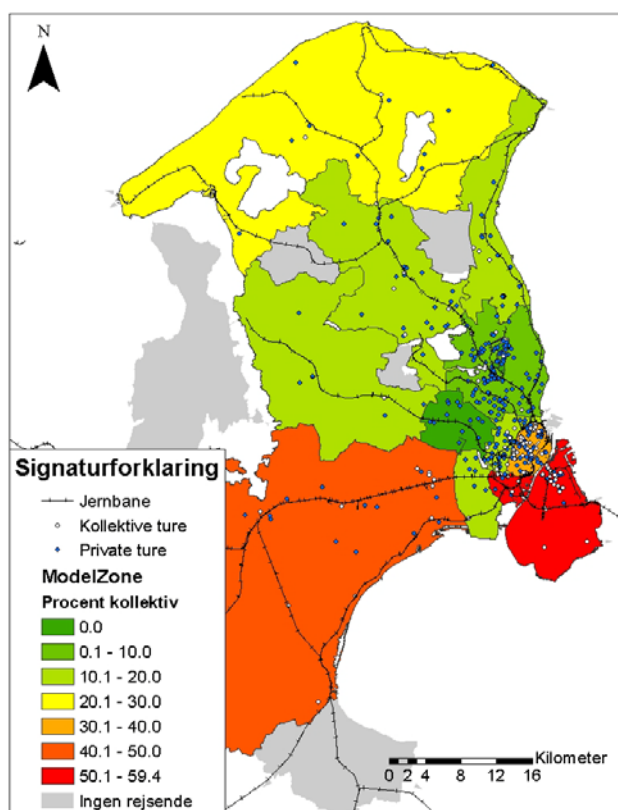 N
Signaturforklaring
Jernbane
Kollektive ture
Private ture
ModelZone
Procent kollektiv
0.0
0.1 - 10.0
10.1 - 20.0
20.1 - 30.0
30.1 - 40.0
40.1 - 50.0
50.1 - 59.4
Ingen rejsende
Kilometer
0 2 4 8 12 16